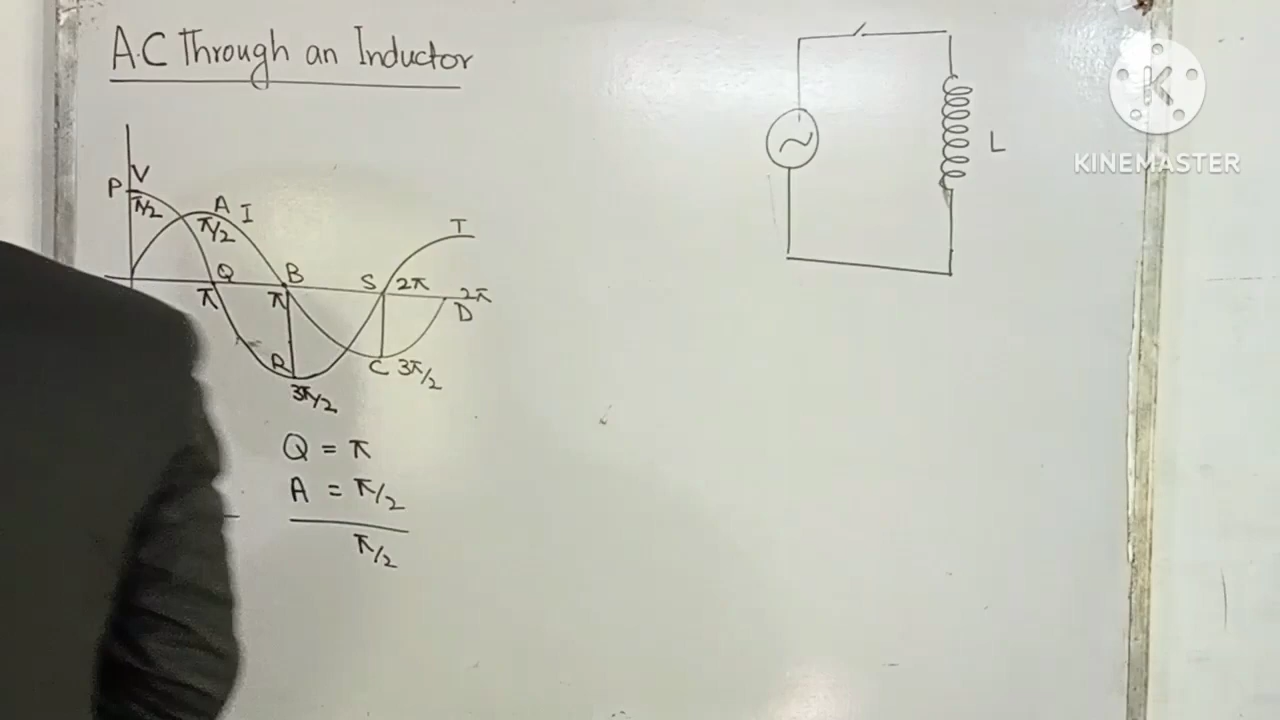 A.C Through an Inductor
L
KINEMASTER
P V
π/2
A I
π/2
T
Q B S 2π
π π 2π
D
R C 3π/2
3π/2
Q = π
A = π/2
π/2